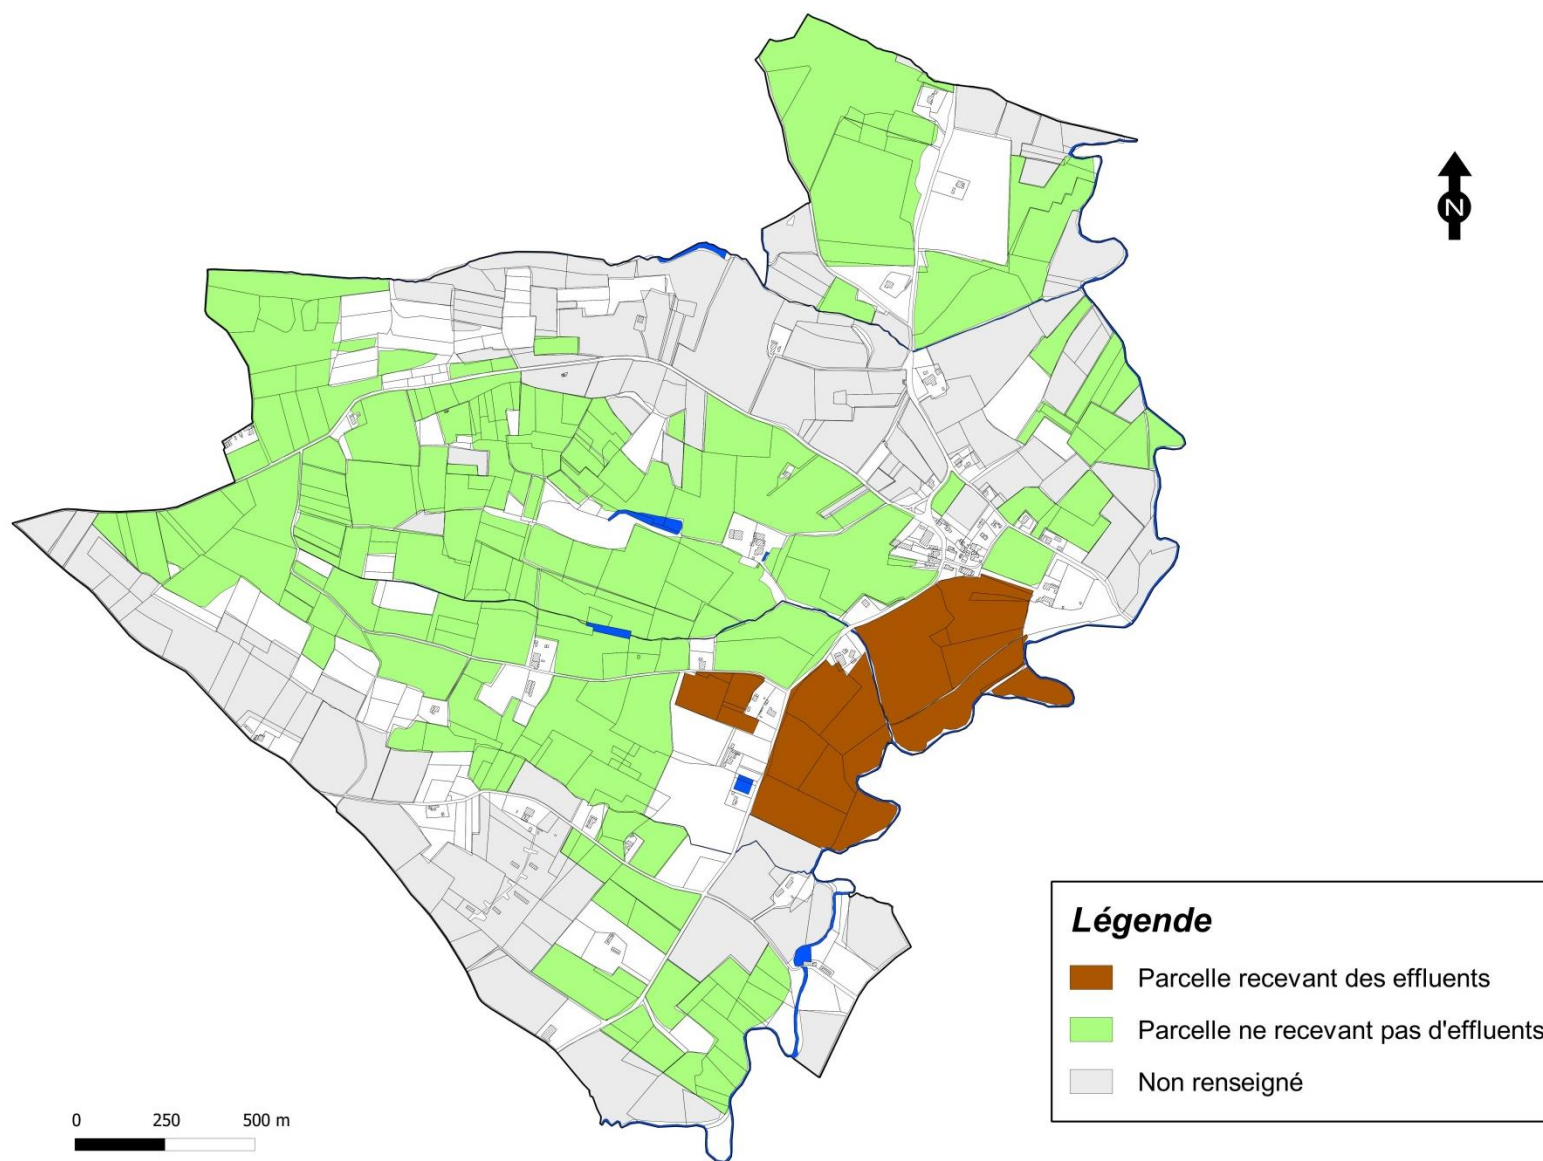 N
Légende
Parcelle recevant des effluents
Parcelle ne recevant pas d'effluents
Non renseigné
0 250 500 m